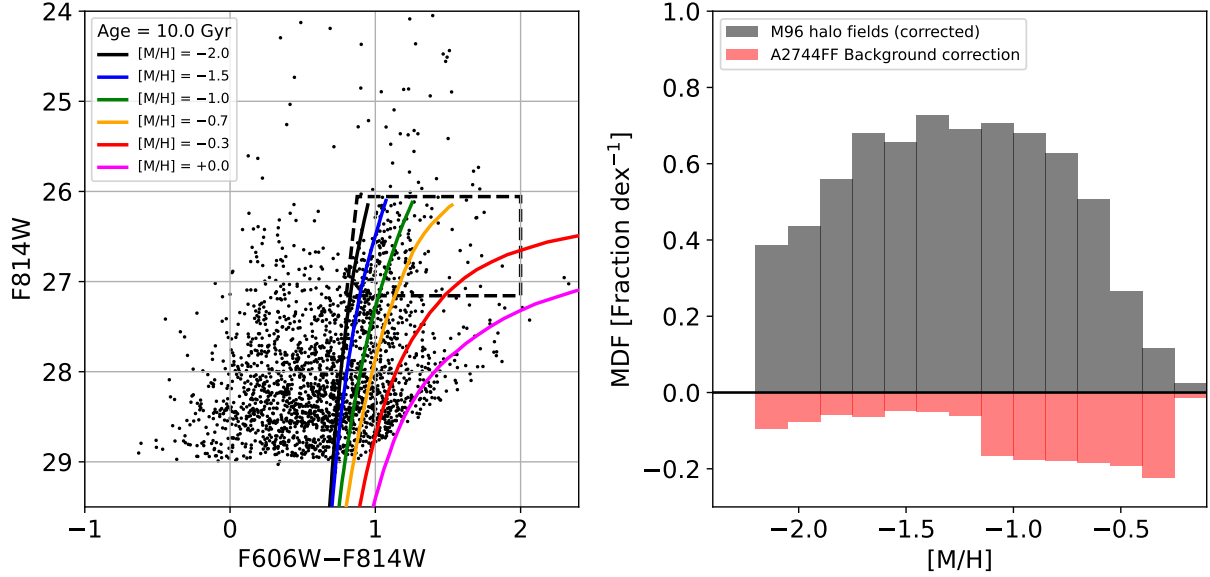 24
25
26
27
28
29
F814W
−1
0
1
2
F606W−F814W
Age = 10.0 Gyr
[M/H] = −2.0
[M/H] = −1.5
[M/H] = −1.0
[M/H] = −0.7
[M/H] = −0.3
[M/H] = +0.0
1.0
0.8
0.6
0.4
0.2
0.0
−0.2
MDF [Fraction dex⁻¹]
−2.0
−1.5
−1.0
−0.5
[M/H]
M96 halo fields (corrected)
A2744FF Background correction